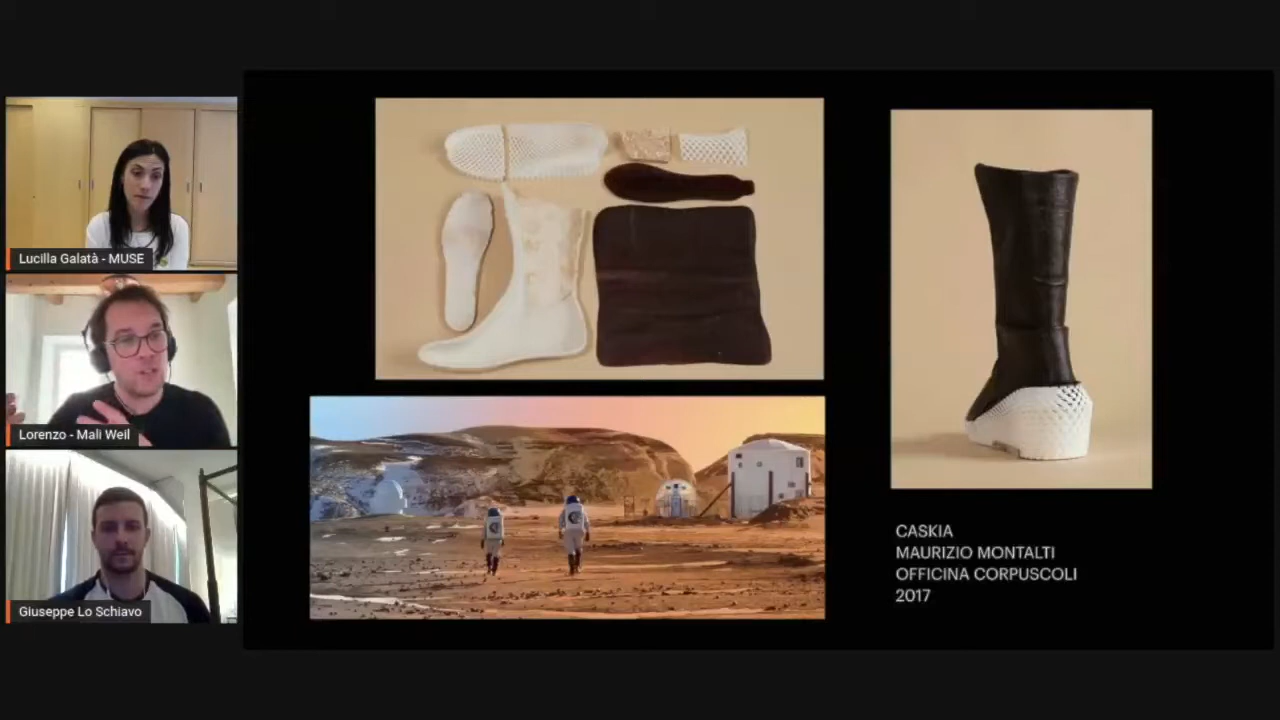 Lucilla Galatà - MUSE
Lorenzo - Mali Weil
Giuseppe Lo Schiavo
CASKIA
MAURIZIO MONTALTI
OFFICINA CORPUSCOLI
2017